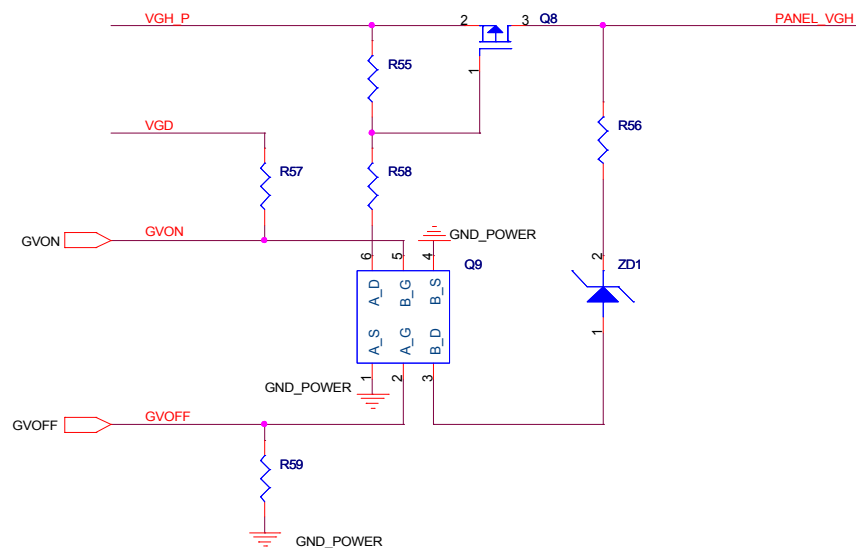 VGH_P
2
3
Q8
PANEL_VGH
1
R55
R56
VGD
R57
R58
GVON
GVON
GND_POWER
6
5
4
Q9
2
ZD1
A_D
B_G
B_S
A_S
A_G
B_D
1
1
2
3
GND_POWER
GVOFF
GVOFF
R59
GND_POWER